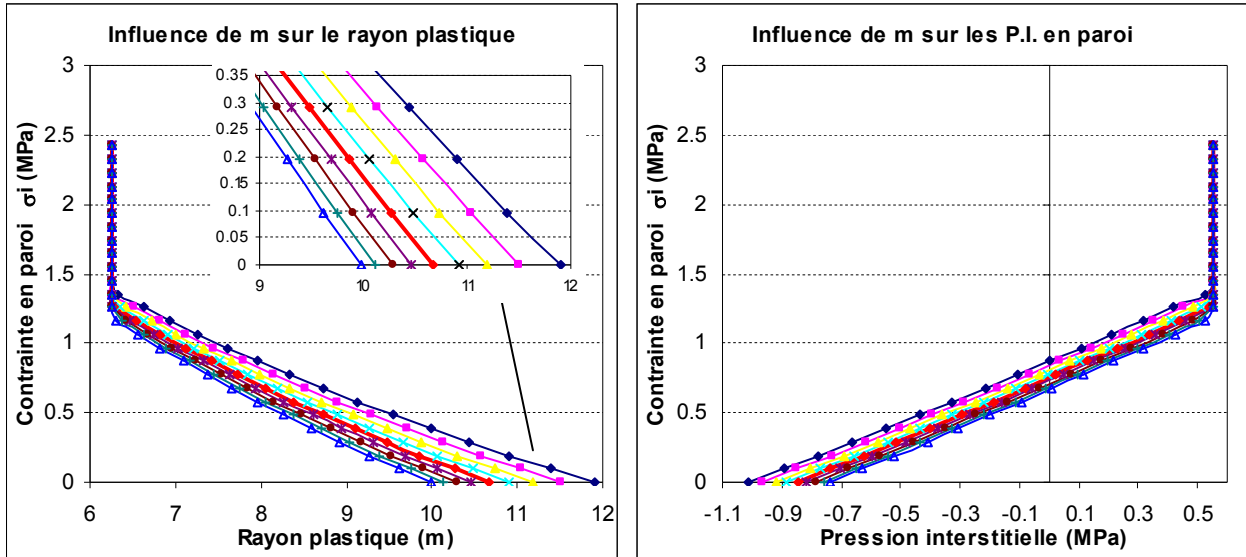 Influence de m sur le rayon plastique
3
2.5
2
1.5
1
0.5
0
Contrainte en paroi σi (MPa)
0.35
0.3
0.25
0.2
0.15
0.1
0.05
0
9 10 11 12
6 7 8 9 10 11 12
Rayon plastique (m)
Influence de m sur les P.I. en paroi
3
2.5
2
1.5
1
0.5
0
Contrainte en paroi σi (MPa)
-1.1 -0.9 -0.7 -0.5 -0.3 -0.1 0.1 0.3 0.5
Pression interstitielle (MPa)